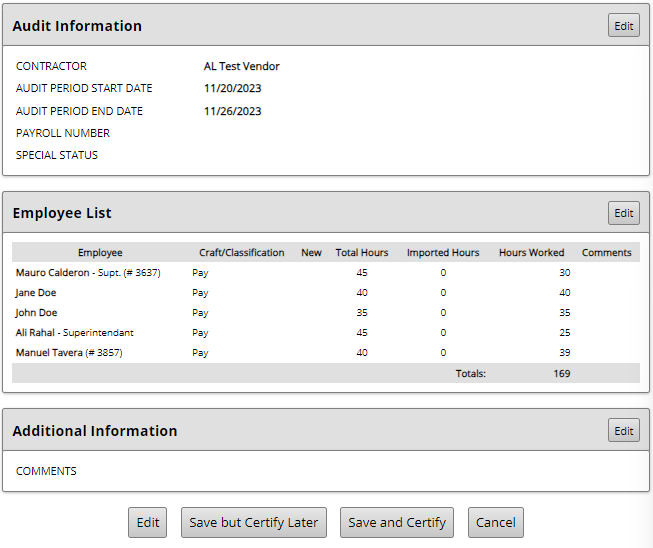 Audit Information Edit
CONTRACTOR AL Test Vendor
AUDIT PERIOD START DATE 11/20/2023
AUDIT PERIOD END DATE 11/26/2023
PAYROLL NUMBER
SPECIAL STATUS
Employee List Edit
Employee Craft/Classification New Total Hours Imported Hours Hours Worked Comments
Mauro Calderon - Supt. (# 3637) Pay 45 0 30
Jane Doe Pay 40 0 40
John Doe Pay 35 0 35
Ali Rahal - Superintendant Pay 45 0 25
Manuel Tavera (# 3857) Pay 40 0 39
Totals: 169
Additional Information Edit
COMMENTS
Edit Save but Certify Later Save and Certify Cancel